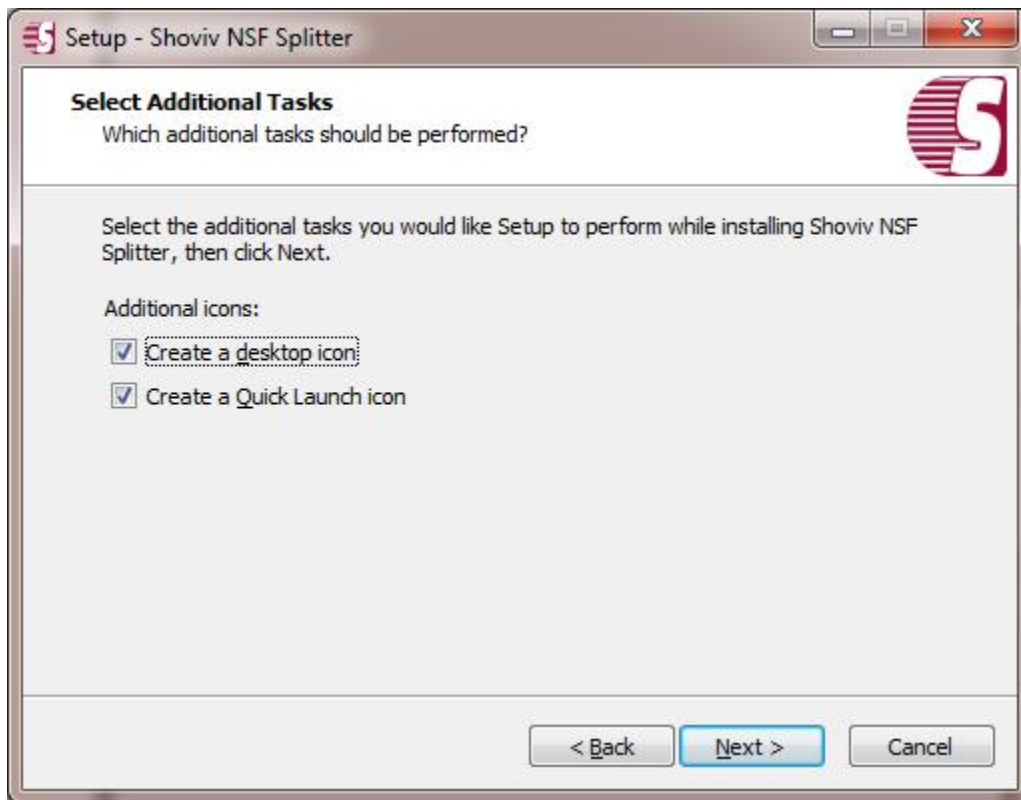 Setup - Shoviv NSF Splitter
Select Additional Tasks
Which additional tasks should be performed?
Select the additional tasks you would like Setup to perform while installing Shoviv NSF
Splitter, then click Next.
Additional icons:
Create a desktop icon
Create a Quick Launch icon
< Back Next > Cancel